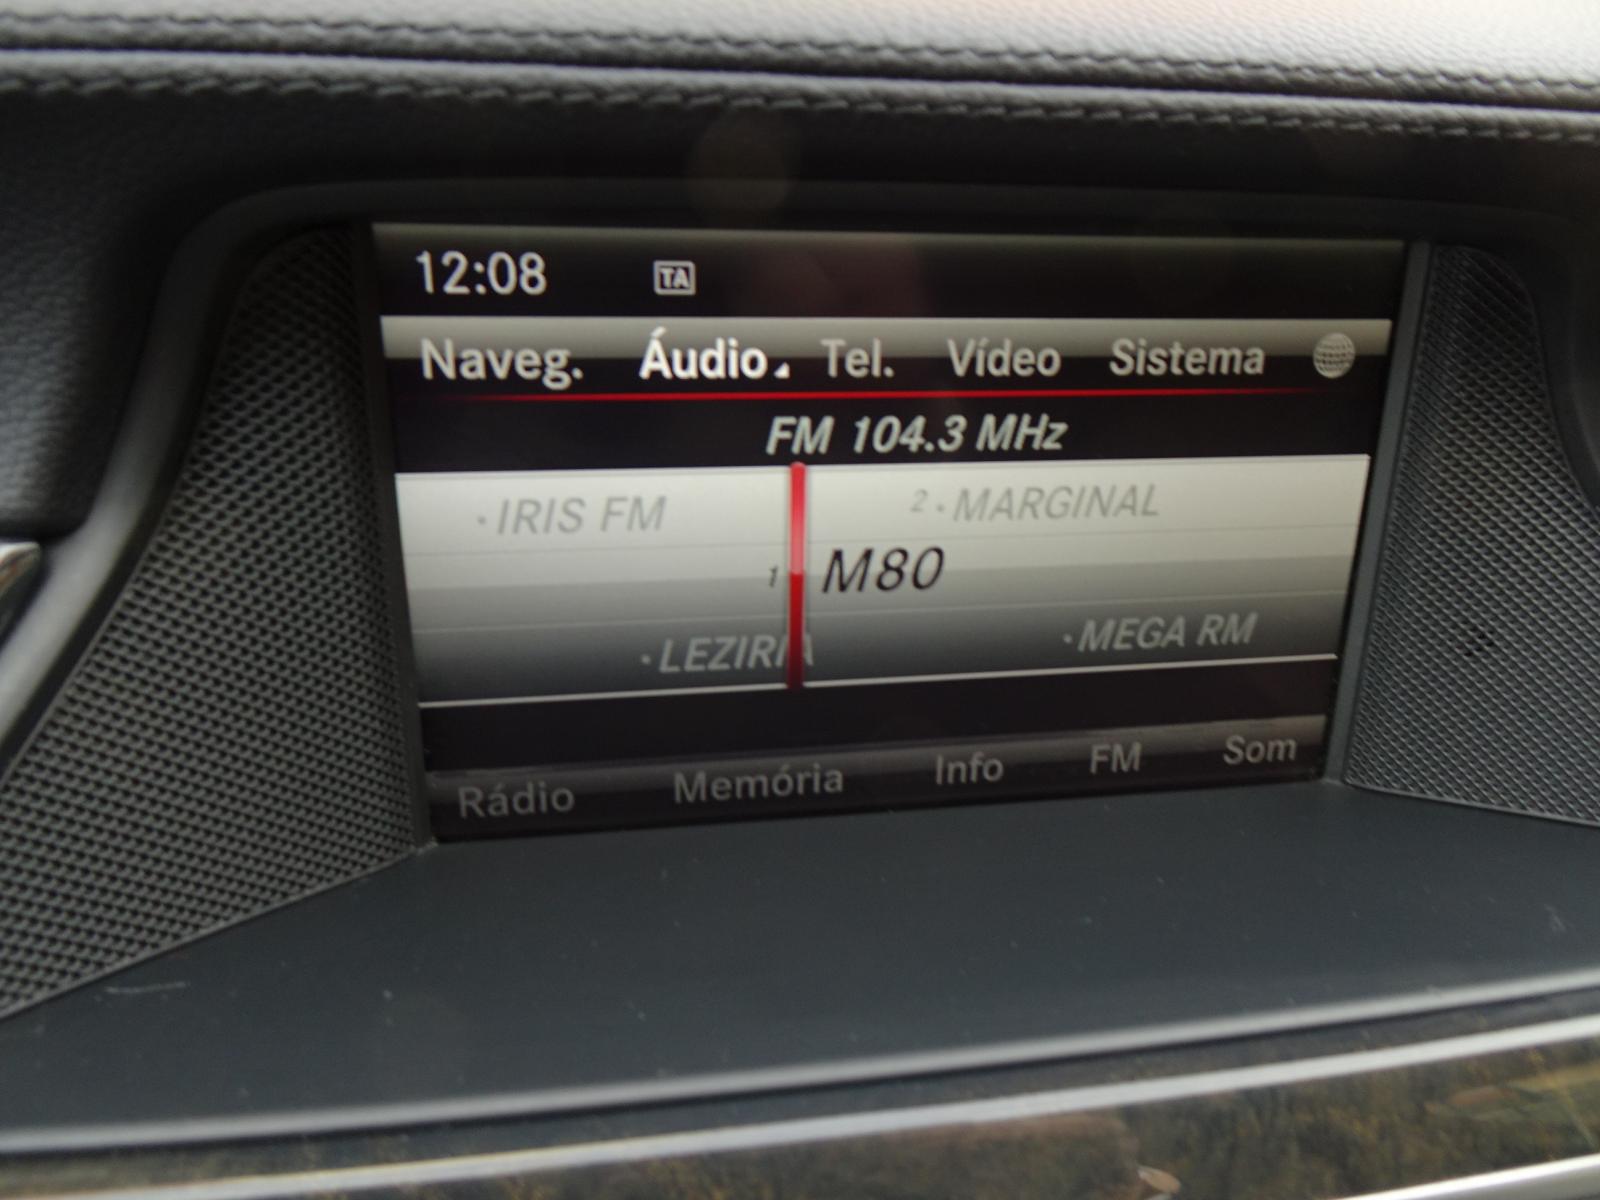 12:08 TA
Naveg. Áudio Tel. Vídeo Sistema
FM 104.3 MHz
·IRIS FM 2·MARGINAL
1 M80
·LEZIRIA ·MEGA RM
Rádio Memória Info FM Som